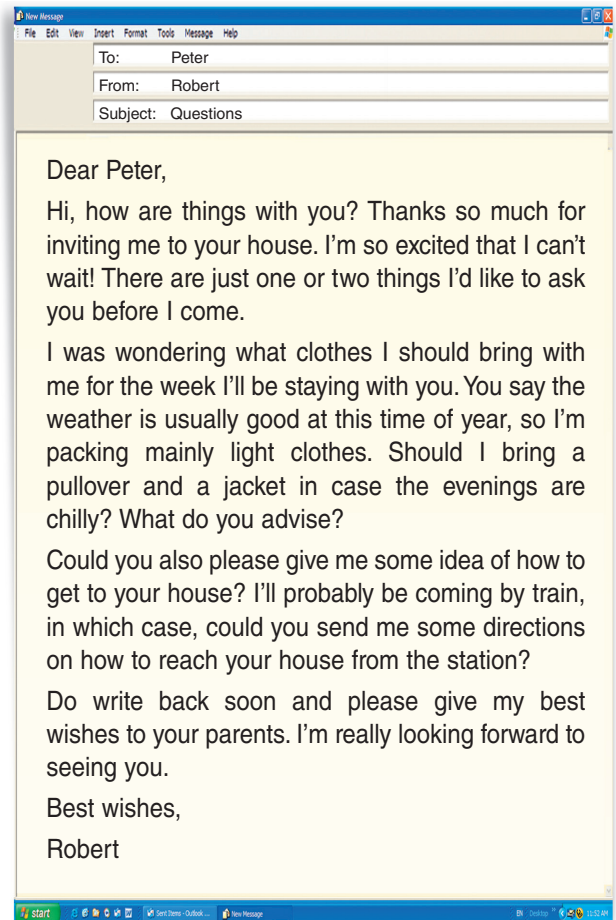 New Message
File Edit View Insert Format Tools Message Help
To: Peter
From: Robert
Subject: Questions
Dear Peter,
Hi, how are things with you? Thanks so much for
inviting me to your house. I'm so excited that I can't
wait! There are just one or two things I'd like to ask
you before I come.
I was wondering what clothes I should bring with
me for the week I'll be staying with you. You say the
weather is usually good at this time of year, so I'm
packing mainly light clothes. Should I bring a
pullover and a jacket in case the evenings are
chilly? What do you advise?
Could you also please give me some idea of how to
get to your house? I'll probably be coming by train,
in which case, could you send me some directions
on how to reach your house from the station?
Do write back soon and please give my best
wishes to your parents. I'm really looking forward to
seeing you.
Best wishes,
Robert
start Sent Items - Outlook ... New Message EN Desktop 11:52 AM